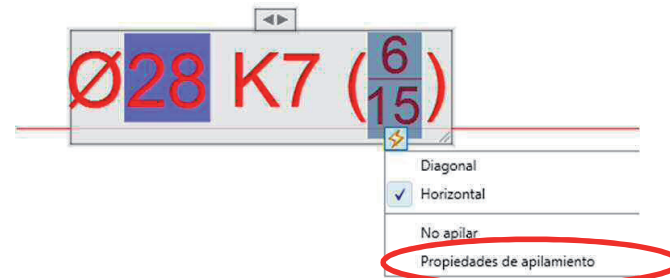 Ø28 K7 (6/15)
Diagonal
Horizontal
No apilar
Propiedades de apilamiento